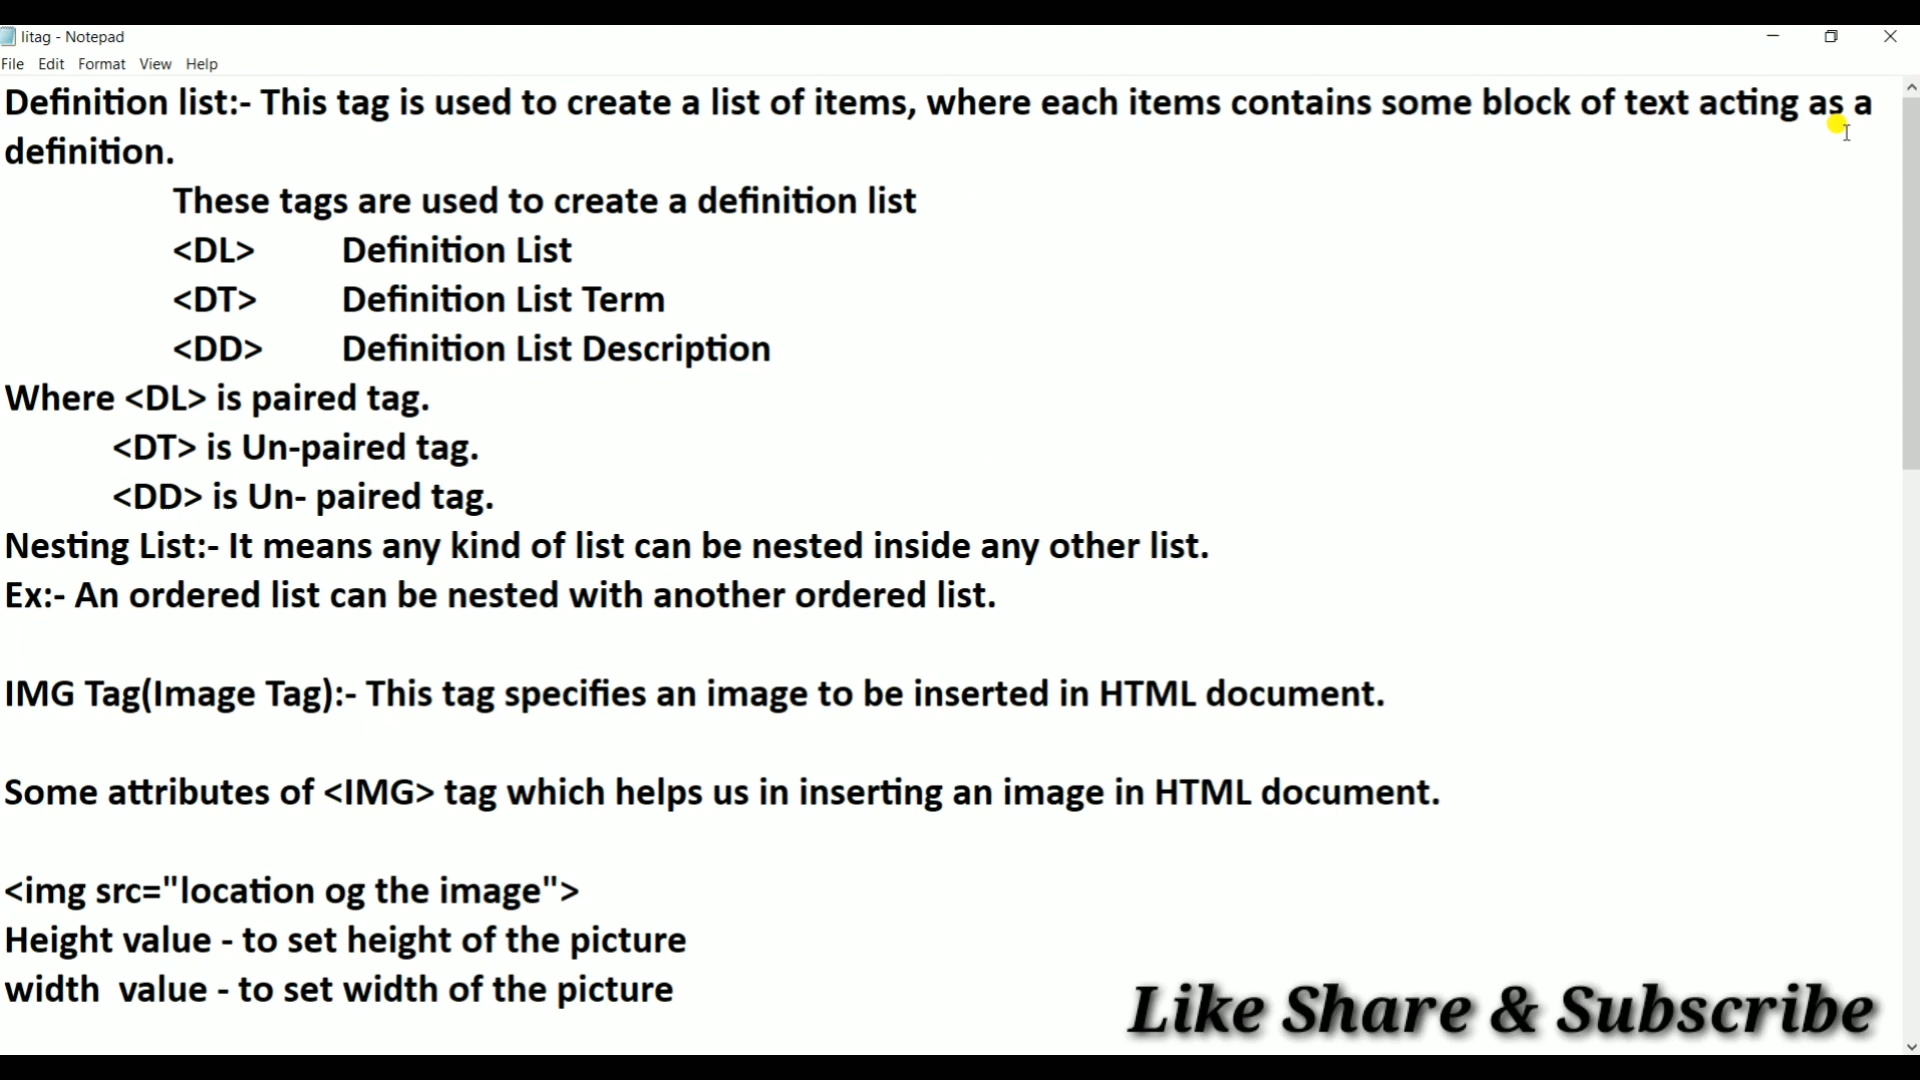 litag - Notepad
File Edit Format View Help
Definition list:- This tag is used to create a list of items, where each items contains some block of text acting as a
definition.
These tags are used to create a definition list
<DL> Definition List
<DT> Definition List Term
<DD> Definition List Description
Where <DL> is paired tag.
<DT> is Un-paired tag.
<DD> is Un- paired tag.
Nesting List:- It means any kind of list can be nested inside any other list.
Ex:- An ordered list can be nested with another ordered list.
IMG Tag(Image Tag):- This tag specifies an image to be inserted in HTML document.
Some attributes of <IMG> tag which helps us in inserting an image in HTML document.
<img src="location og the image">
Height value - to set height of the picture
width value - to set width of the picture
Like Share & Subscribe